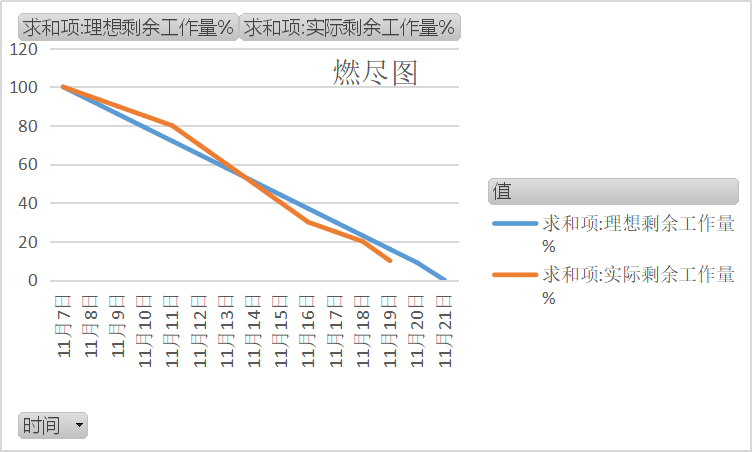 求和项:理想剩余工作量% 求和项:实际剩余工作量%
燃尽图
120
100
80
60
40
20
0
11月7日
11月8日
11月9日
11月10日
11月11日
11月12日
11月13日
11月14日
11月15日
11月16日
11月17日
11月18日
11月19日
11月20日
11月21日
值
求和项:理想剩余工作量
%
求和项:实际剩余工作量
%
时间